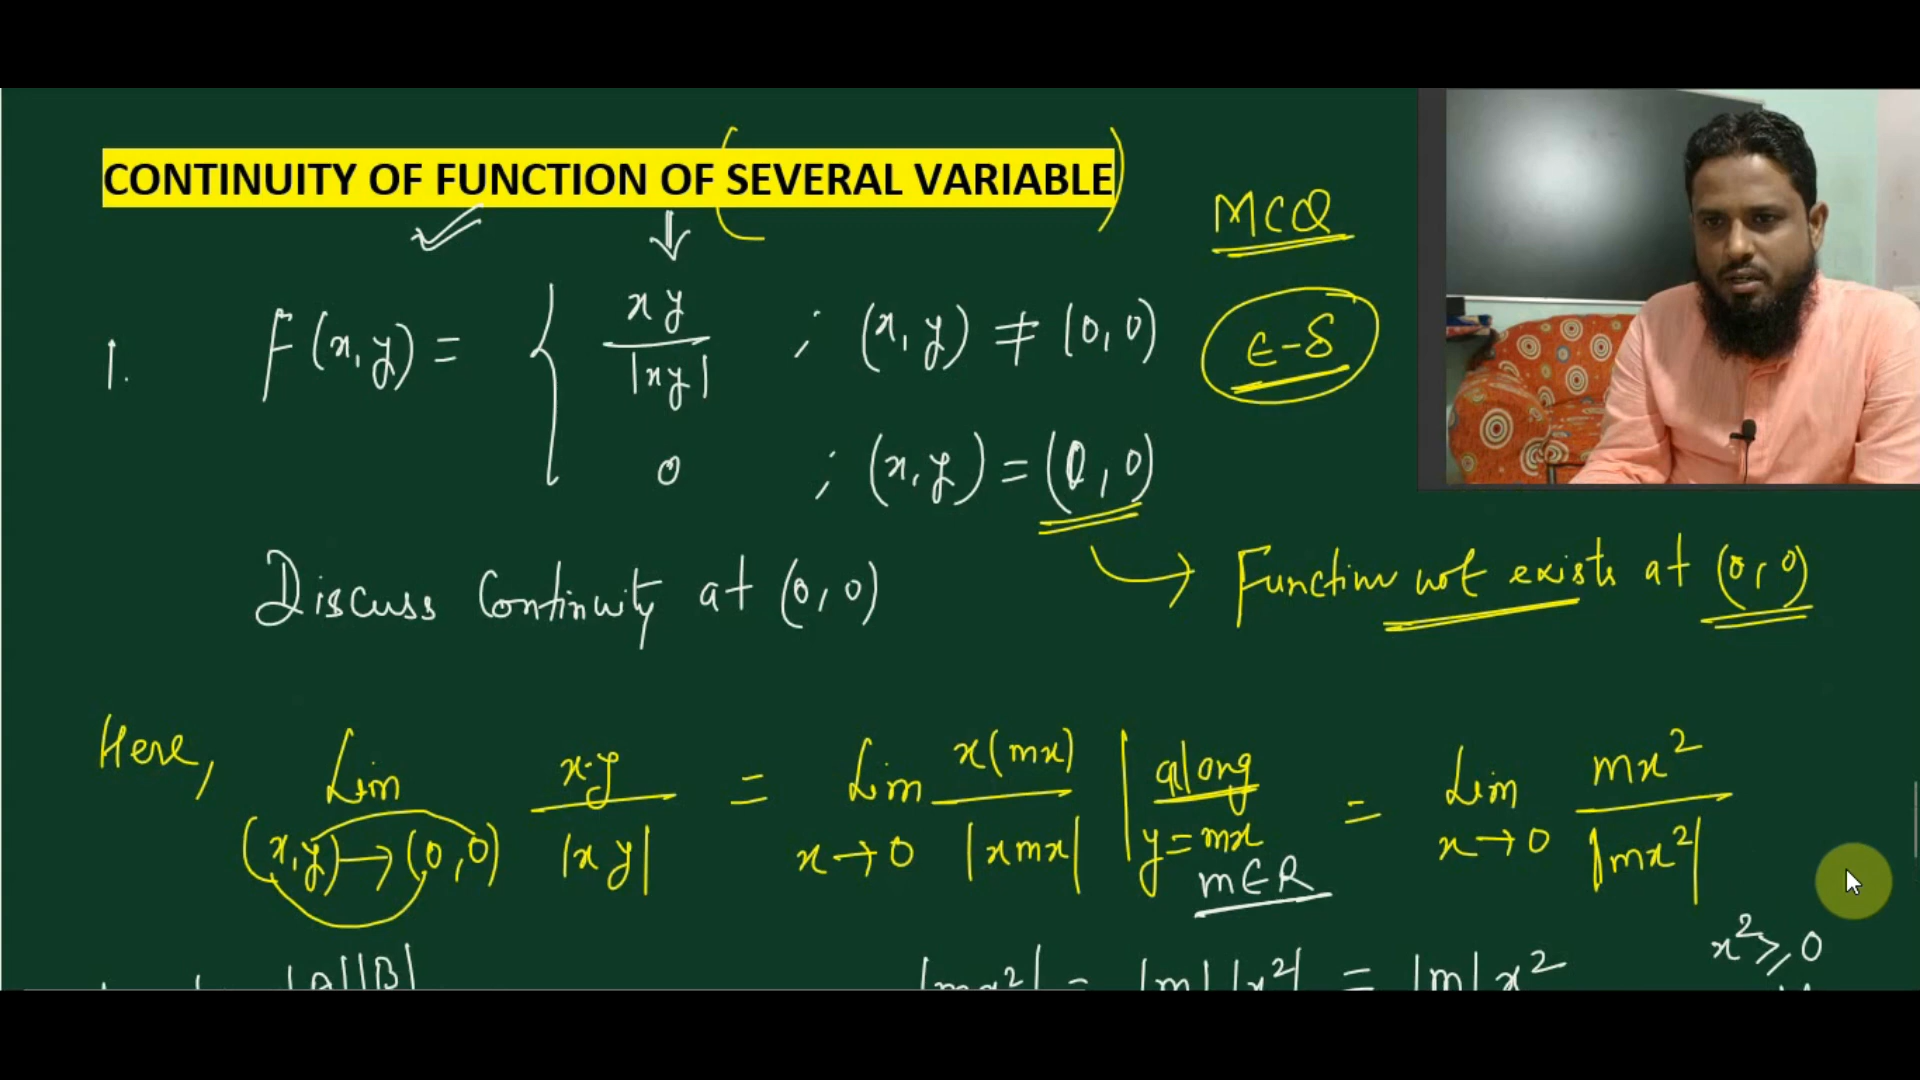 CONTINUITY OF FUNCTION OF SEVERAL VARIABLE
MCQ
1. F(x,y) = { xy / |xy| ; (x,y) ≠ (0,0)
ϵ-δ
0 ; (x,y) = (0,0)
Discuss Continuity at (0,0)
→ Function not exists at (0,0)
Here, Lim (x,y)→(0,0) x·y / |xy| = Lim x→0 x(mx) / |xmx| | along y=mx = Lim x→0 mx² / |mx²|
m∈R
x² ≥ 0
|A||B| |mx²| = |m| |x²| = |m| x²